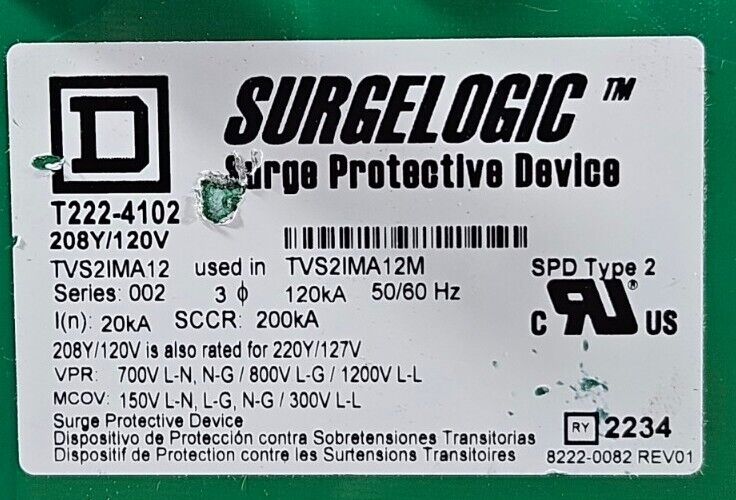 D
SURGELOGIC ™
Surge Protective Device
T222-4102
208Y/120V
TVS2IMA12 used in TVS2IMA12M SPD Type 2
Series: 002 3 ϕ 120kA 50/60 Hz
I(n): 20kA SCCR: 200kA
C RU ® US
208Y/120V is also rated for 220Y/127V
VPR: 700V L-N, N-G / 800V L-G / 1200V L-L
MCOV: 150V L-N, L-G, N-G / 300V L-L
Surge Protective Device
Dispositivo de Protección contra Sobretensiones Transitorias
Dispositif de Protection contre les Surtensions Transitoires
RY 2234
8222-0082 REV01